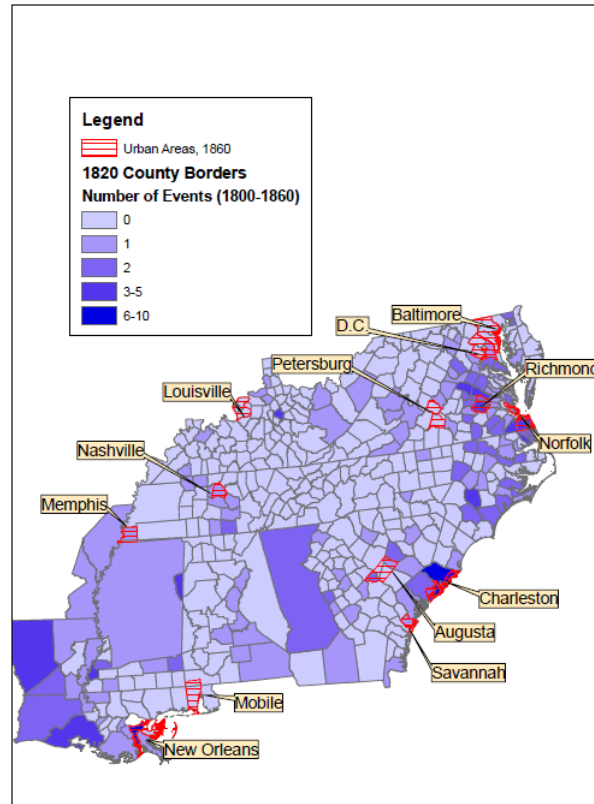 Legend
Urban Areas, 1860
1820 County Borders
Number of Events (1800-1860)
0
1
2
3-5
6-10
Baltimore
D.C.
Petersburg
Richmond
Louisville
Norfolk
Nashville
Memphis
Charleston
Augusta
Savannah
Mobile
New Orleans